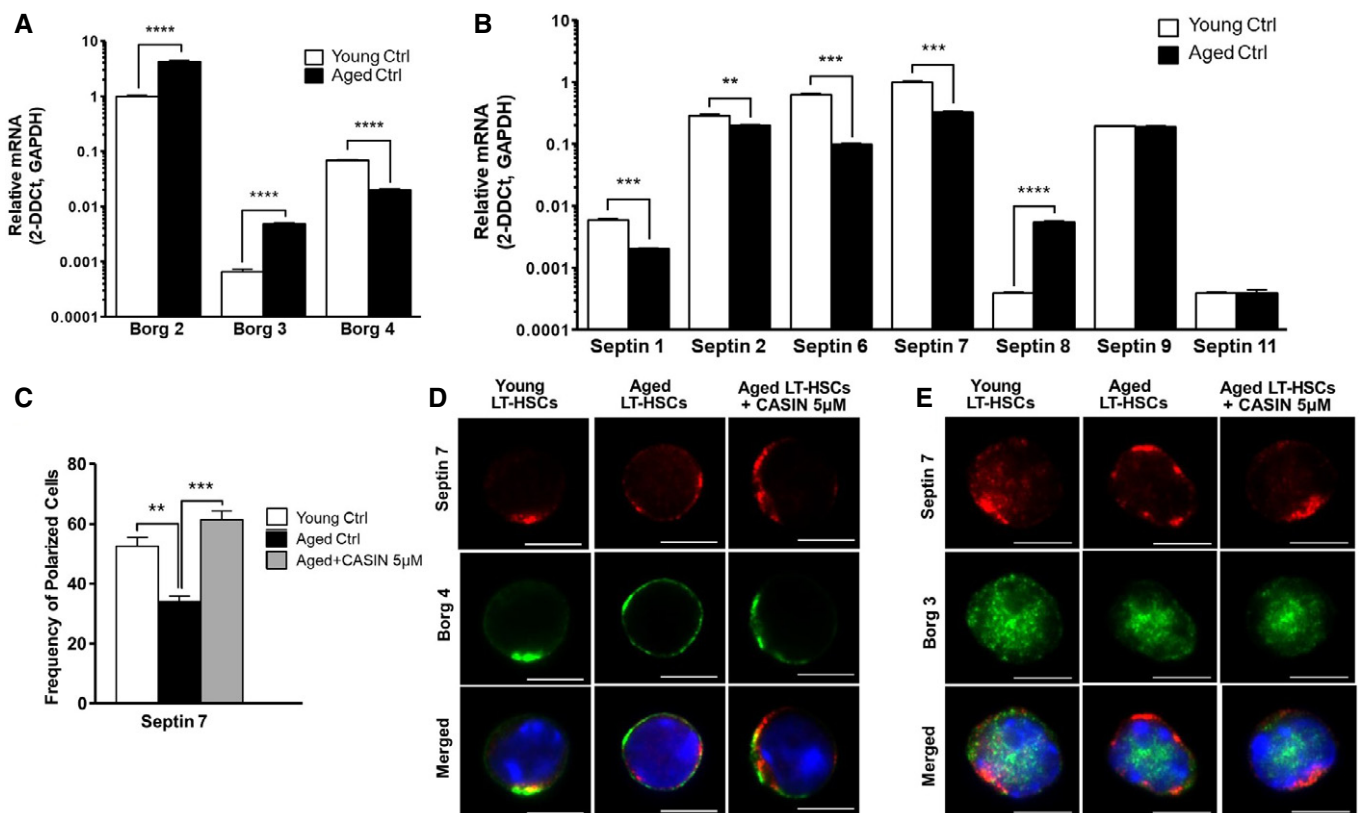 A
Relative mRNA
(2-DDCt, GAPDH)
10
1
0.1
0.01
0.001
0.0001
****
****
****
Young Ctrl
Aged Ctrl
Borg 2
Borg 3
Borg 4
B
Relative mRNA
(2-DDCt, GAPDH)
10
1
0.1
0.01
0.001
0.0001
***
**
***
***
****
Young Ctrl
Aged Ctrl
Septin 1
Septin 2
Septin 6
Septin 7
Septin 8
Septin 9
Septin 11
C
Frequency of Polarized Cells
80
60
40
20
0
**
***
Young Ctrl
Aged Ctrl
Aged+CASIN 5µM
Septin 7
D
Young
LT-HSCs
Aged
LT-HSCs
Aged LT-HSCs
+ CASIN 5µM
Septin 7
Borg 4
Merged
E
Young
LT-HSCs
Aged
LT-HSCs
Aged LT-HSCs
+ CASIN 5µM
Septin 7
Borg 3
Merged